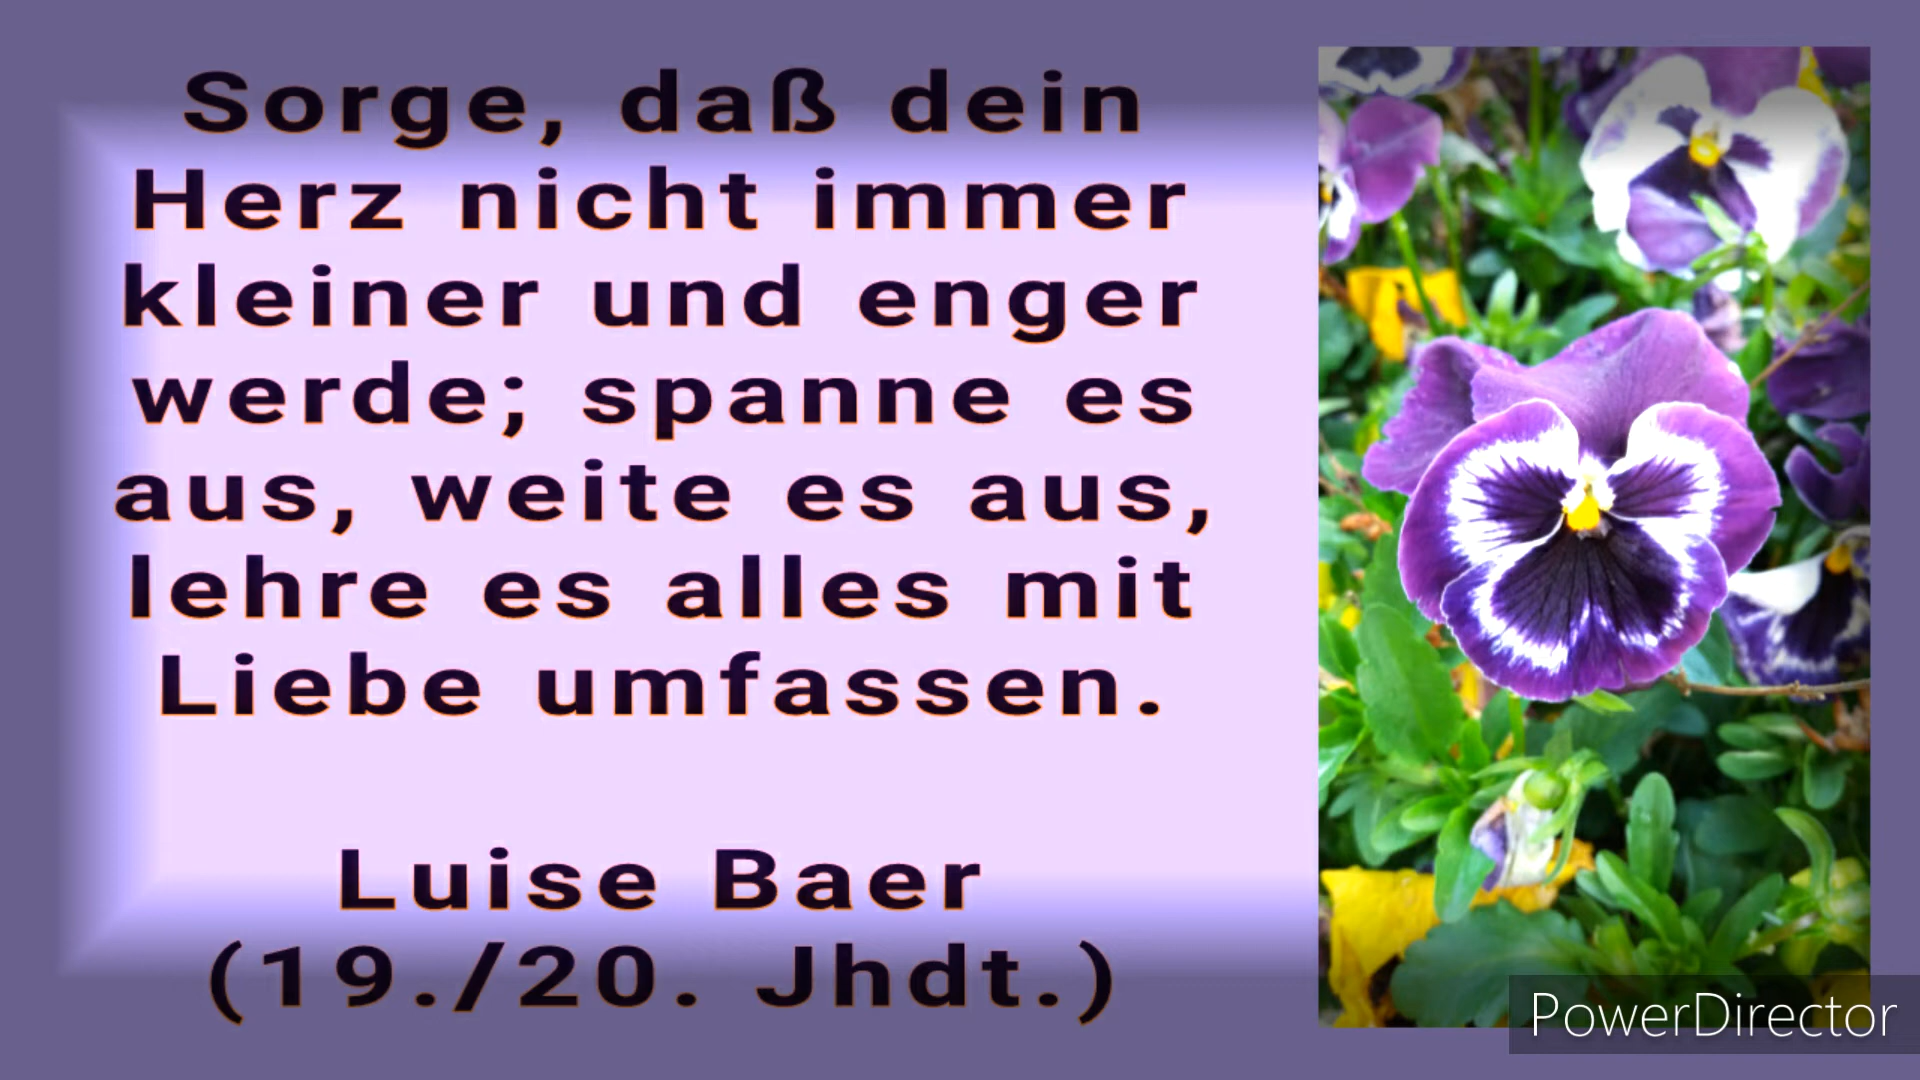 Sorge, daß dein
Herz nicht immer
kleiner und enger
werde; spanne es
aus, weite es aus,
lehre es alles mit
Liebe umfassen.
Luise Baer
(19./20. Jhdt.)
PowerDirector